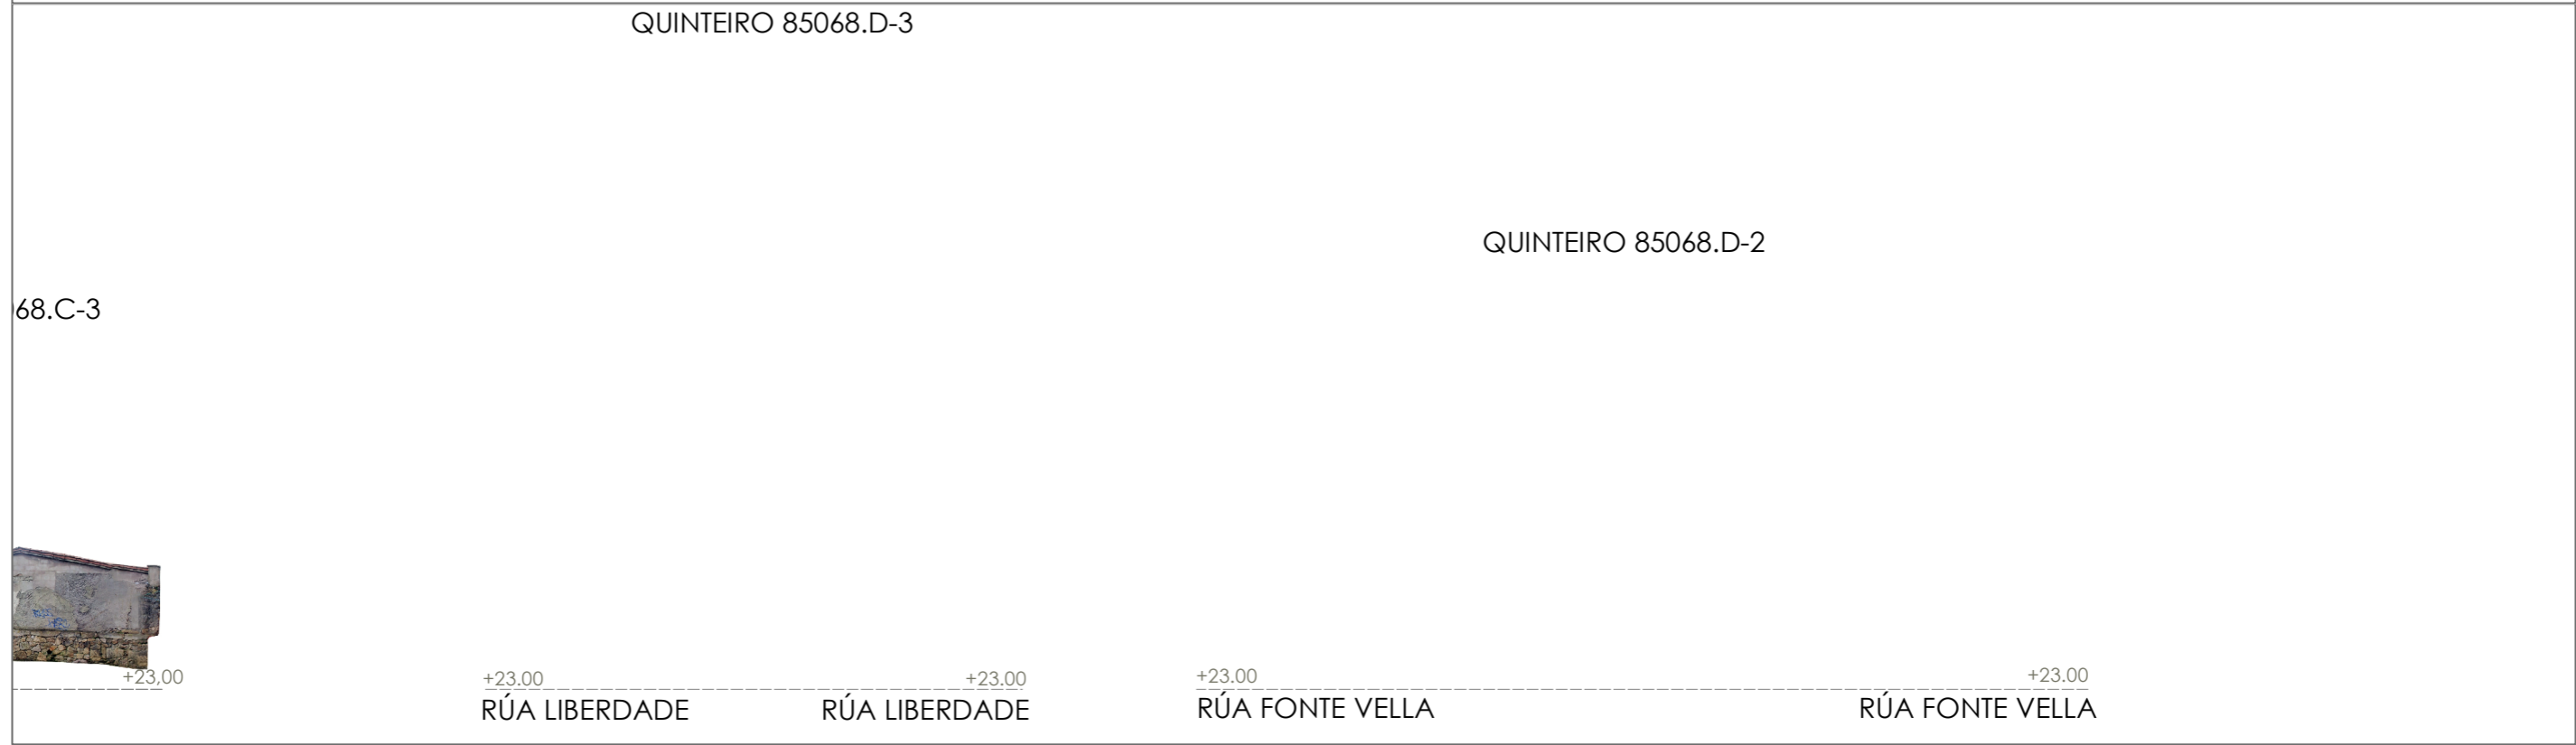 QUINTEIRO 85068.D-3
QUINTEIRO 85068.D-2
68.C-3
+23,00
+23.00 +23.00
+23.00 +23.00
RÚA LIBERDADE RÚA LIBERDADE
RÚA FONTE VELLA RÚA FONTE VELLA